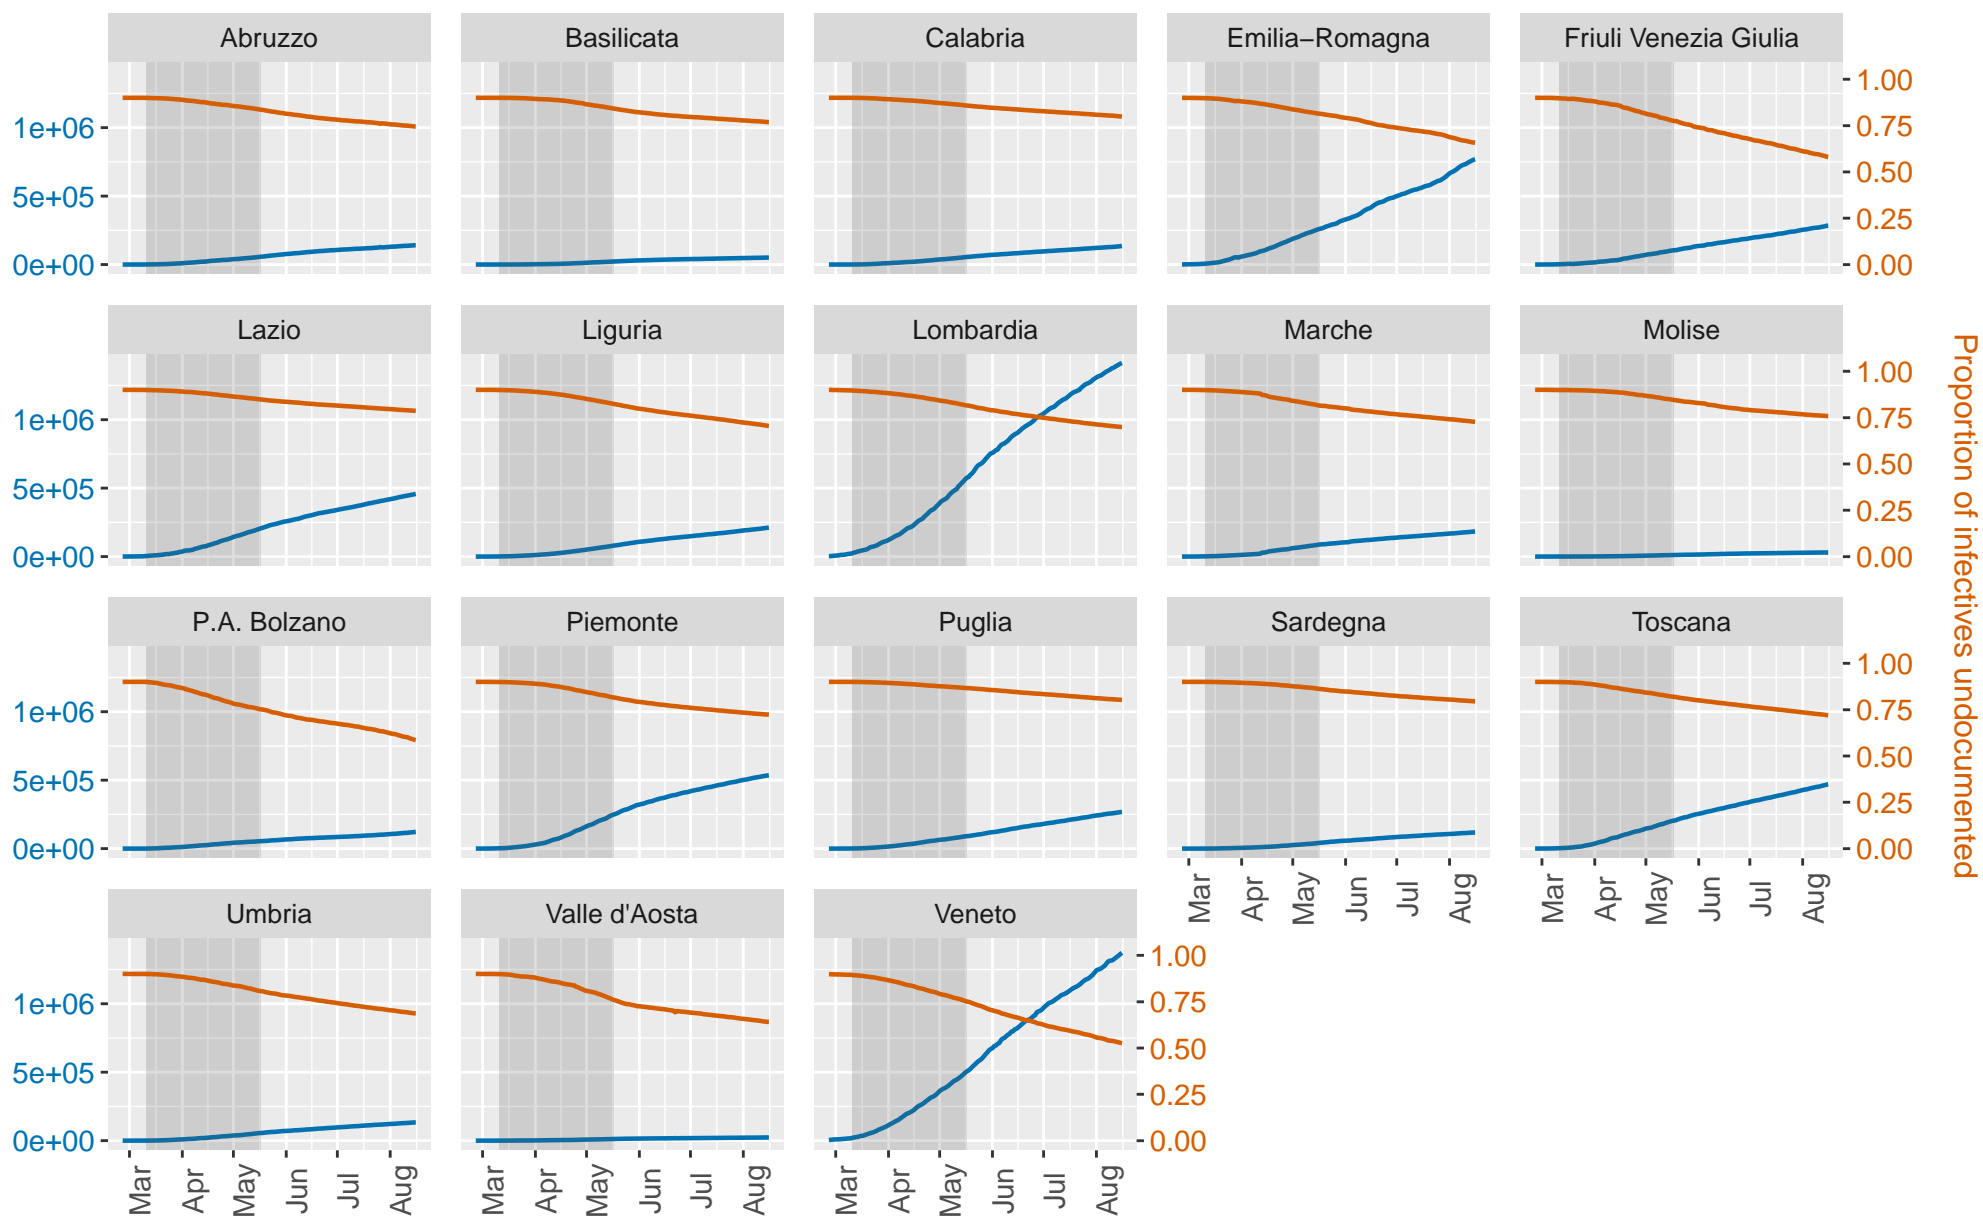 Abruzzo
Basilicata
Calabria
Emilia−Romagna
Friuli Venezia Giulia
1e+06
5e+05
0e+00
1.00
0.75
0.50
0.25
0.00
Lazio
Liguria
Lombardia
Marche
Molise
1e+06
5e+05
0e+00
1.00
0.75
0.50
0.25
0.00
Proportion of infectives undocumented
P.A. Bolzano
Piemonte
Puglia
Sardegna
Toscana
1e+06
5e+05
0e+00
1.00
0.75
0.50
0.25
0.00
Mar Apr May Jun Jul Aug
Mar Apr May Jun Jul Aug
Umbria
Valle d'Aosta
Veneto
1e+06
5e+05
0e+00
1.00
0.75
0.50
0.25
0.00
Mar Apr May Jun Jul Aug
Mar Apr May Jun Jul Aug
Mar Apr May Jun Jul Aug